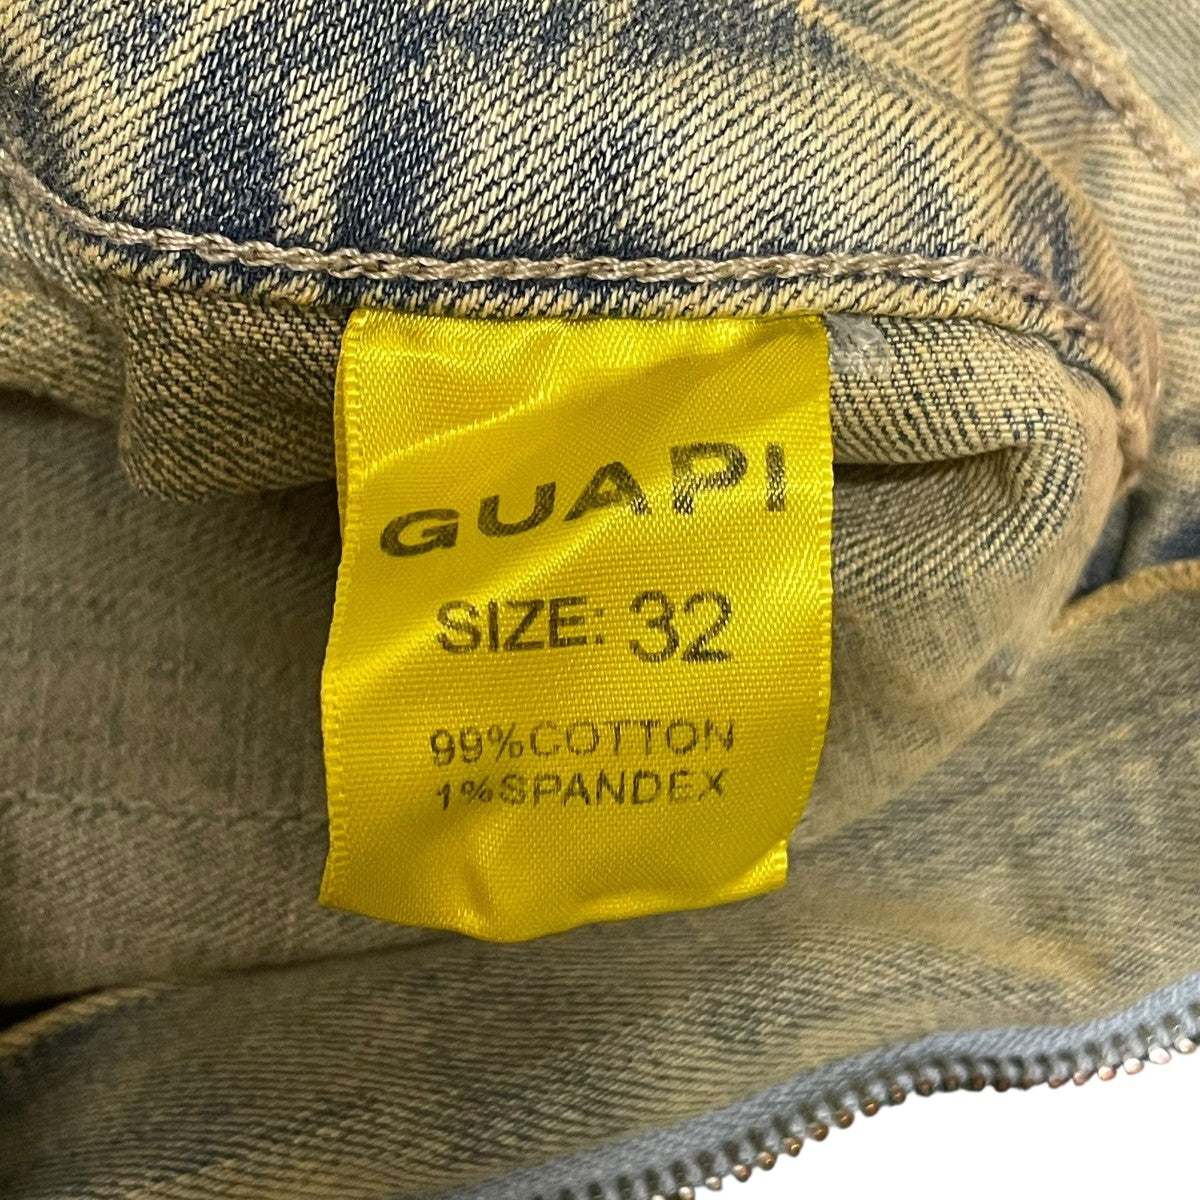 GUAPI
SIZE: 32
99%COTTON
1%SPANDEX